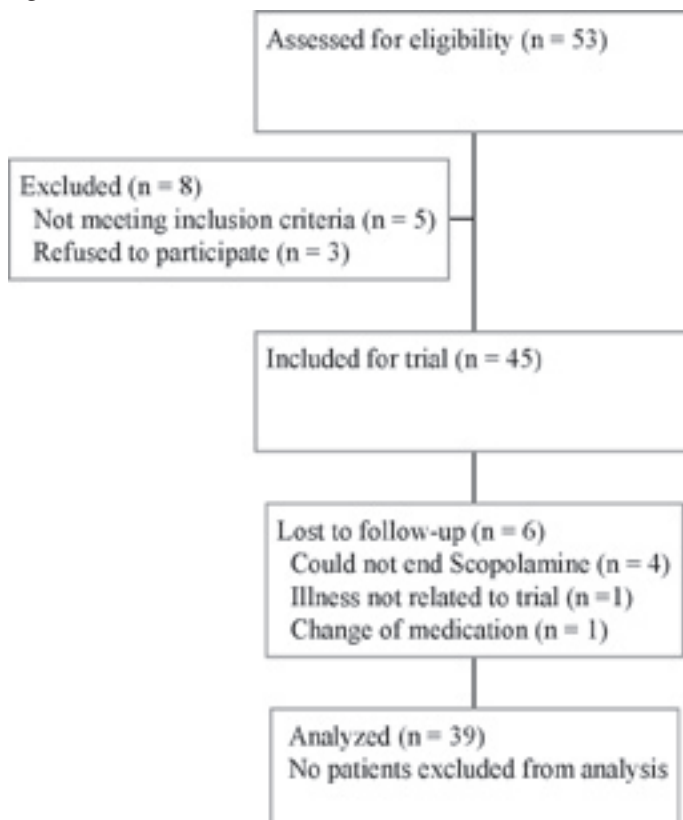 Assessed for eligibility (n = 53)
Excluded (n = 8)
Not meeting inclusion criteria (n = 5)
Refused to participate (n = 3)
Included for trial (n = 45)
Lost to follow-up (n = 6)
Could not end Scopolamine (n = 4)
Illness not related to trial (n =1)
Change of medication (n = 1)
Analyzed (n = 39)
No patients excluded from analysis